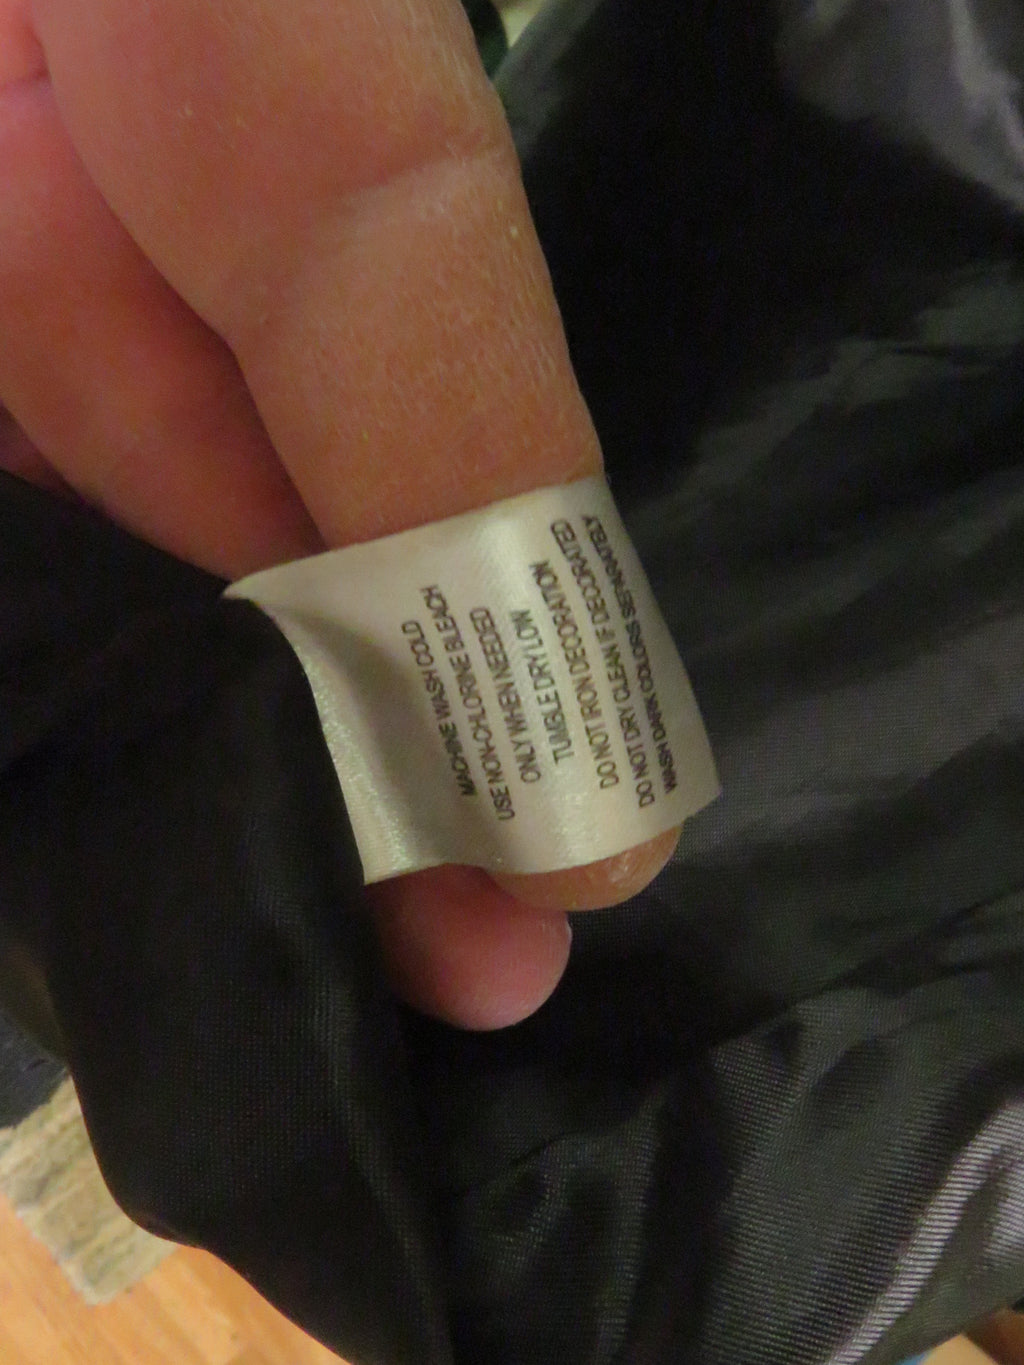 MACHINE WASH COLD
USE NON-CHLORINE BLEACH
ONLY WHEN NEEDED
TUMBLE DRY LOW
DO NOT IRON DECORATION
DO NOT DRY CLEAN IF DECORATED
WASH DARK COLORS SEPARATELY